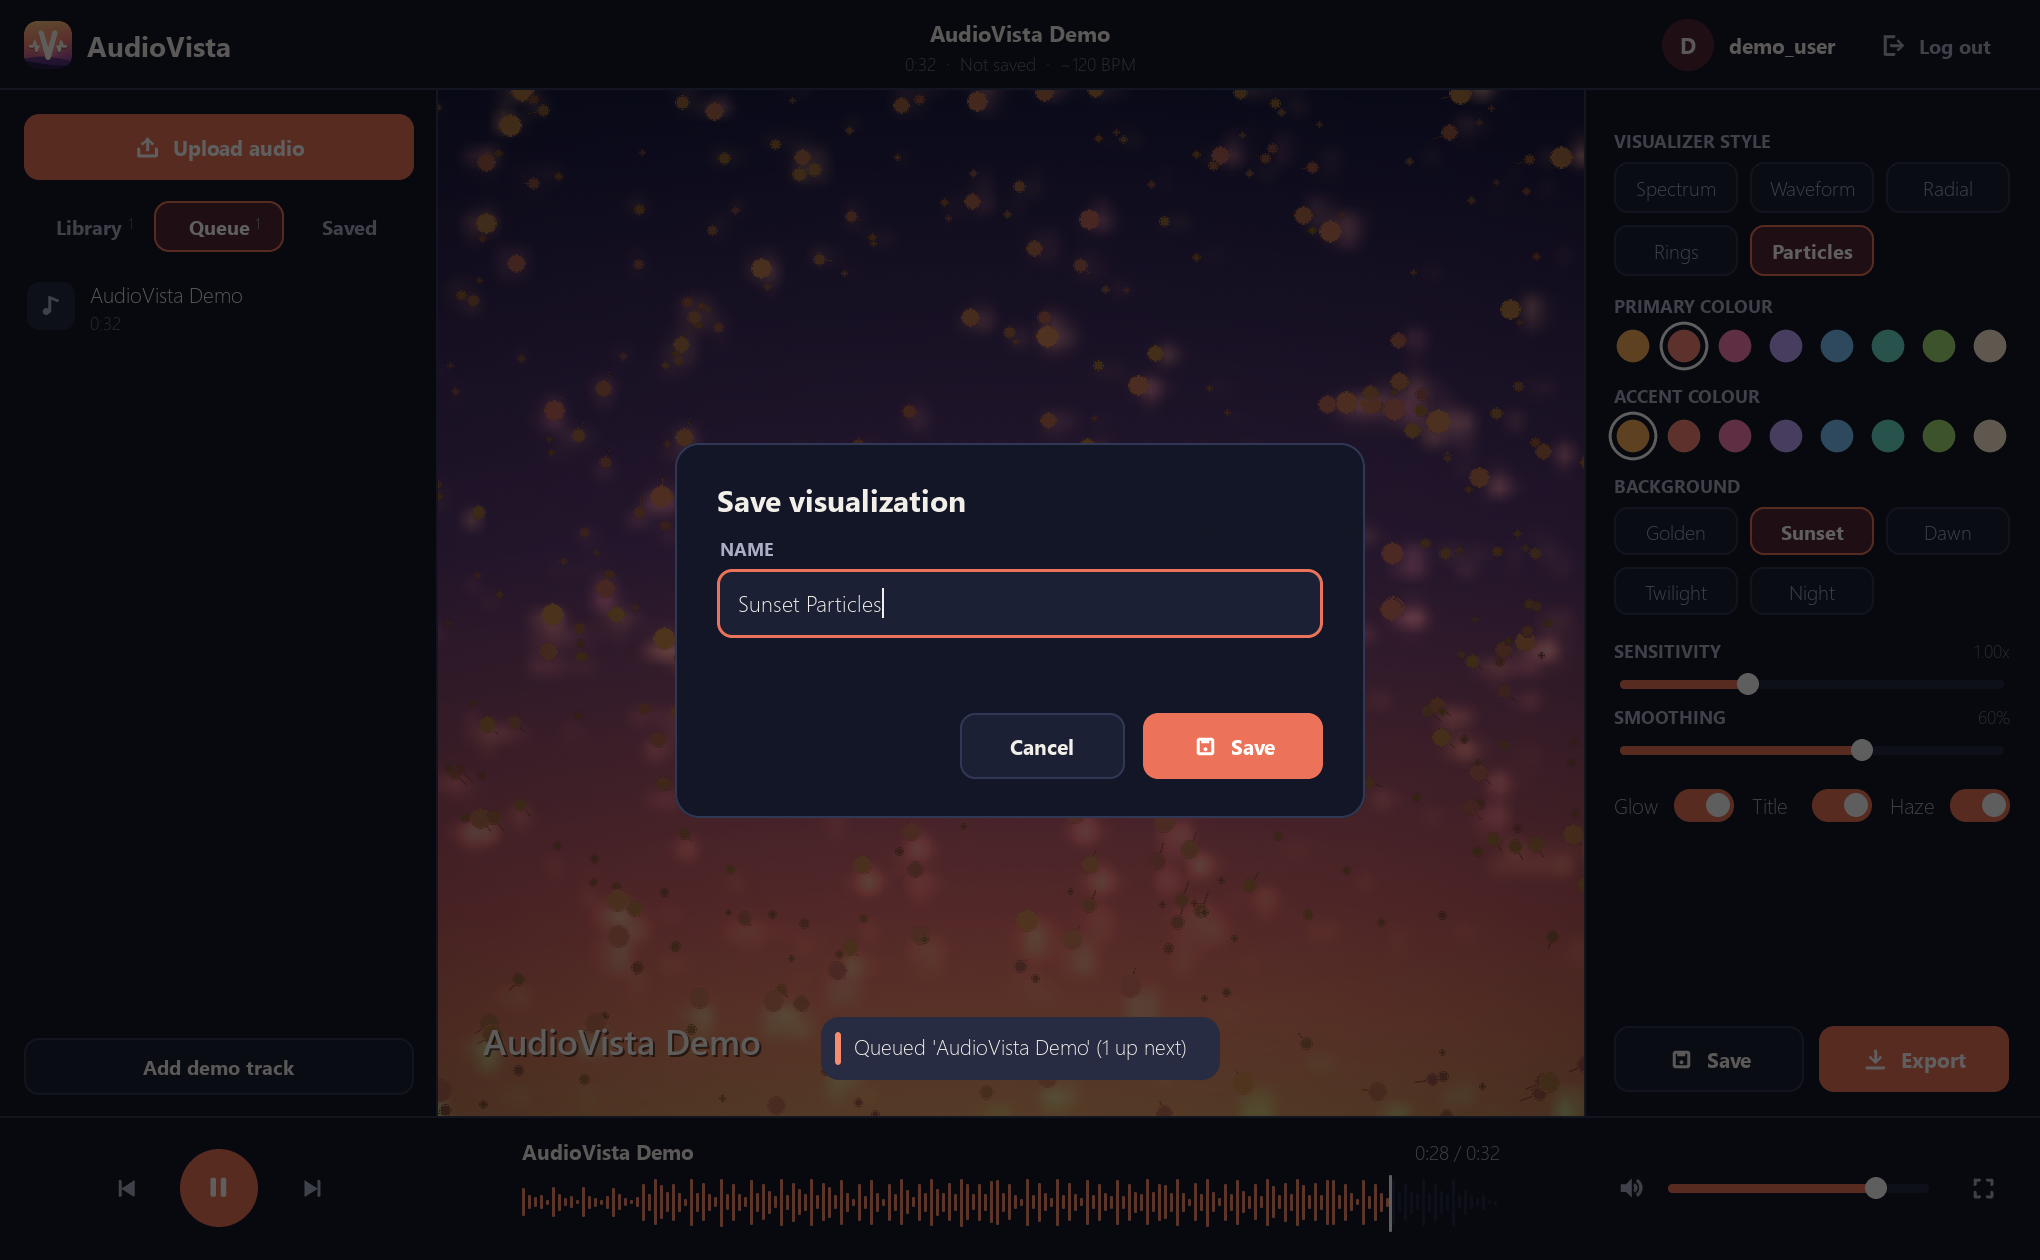 AudioVista
AudioVista Demo
0:32 · Not saved · ~120 BPM
D demo_user Log out
Upload audio
Library 1 Queue 1 Saved
AudioVista Demo
0:32
Add demo track
Save visualization
NAME
Sunset Particles
Cancel Save
AudioVista Demo
Queued 'AudioVista Demo' (1 up next)
VISUALIZER STYLE
Spectrum Waveform Radial
Rings Particles
PRIMARY COLOUR
ACCENT COLOUR
BACKGROUND
Golden Sunset Dawn
Twilight Night
SENSITIVITY 1.00x
SMOOTHING 60%
Glow Title Haze
Save Export
AudioVista Demo 0:28 / 0:32